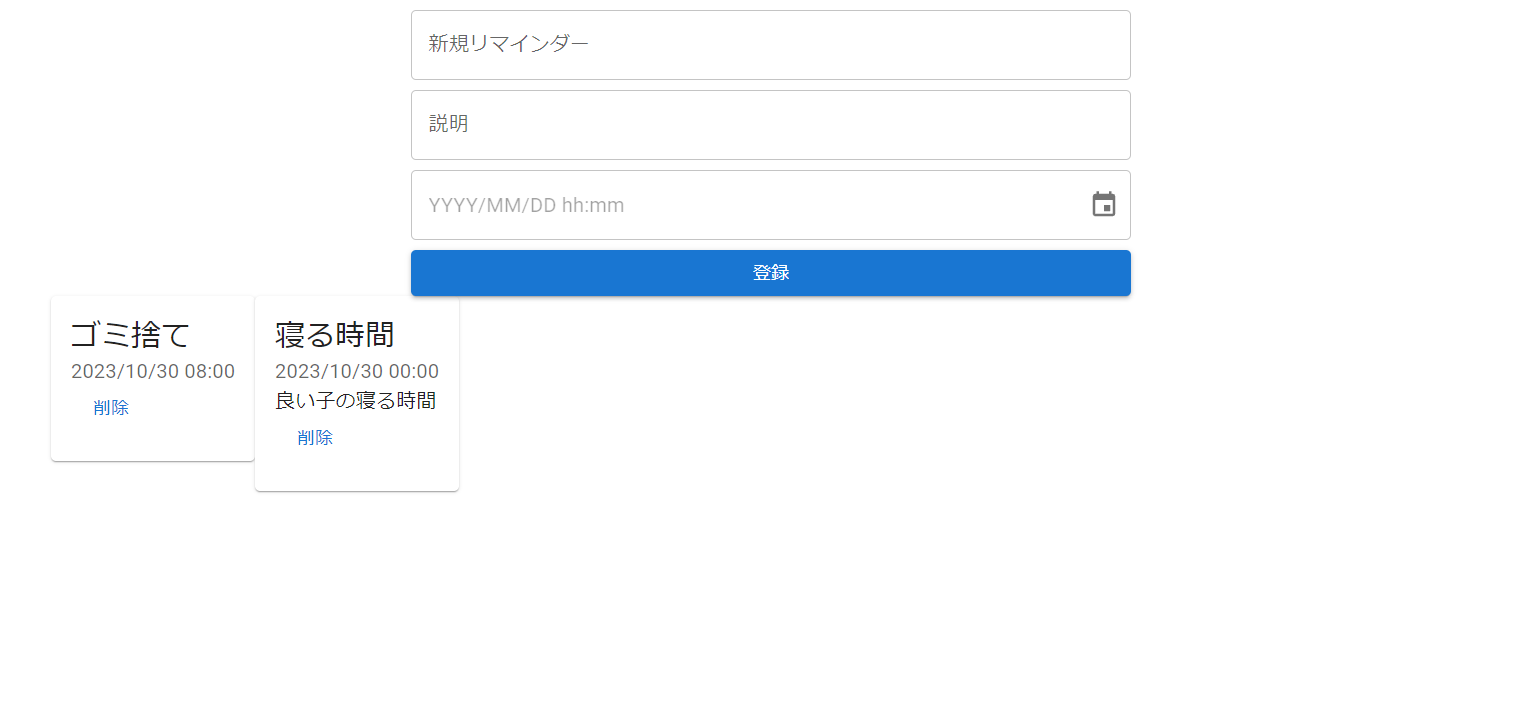 新規リマインダー
説明
YYYY/MM/DD hh:mm
登録
ゴミ捨て
2023/10/30 08:00
削除
寝る時間
2023/10/30 00:00
良い子の寝る時間
削除